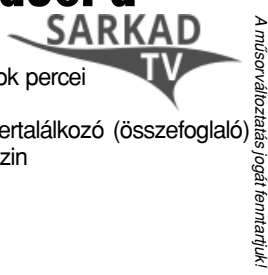 SARKAD
TV
ok percei
ertalálkozó (összefoglaló)
zin
A műsorváltoztatás jogát fenntartjuk!